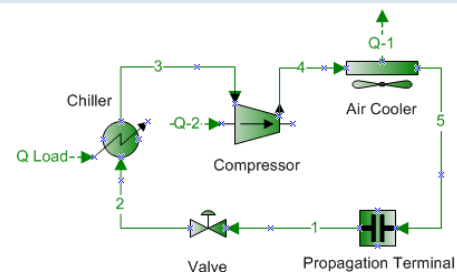 Q-1
3
4
Chiller
Air Cooler
Q-2
5
Q Load
Compressor
2
1
Valve
Propagation Terminal